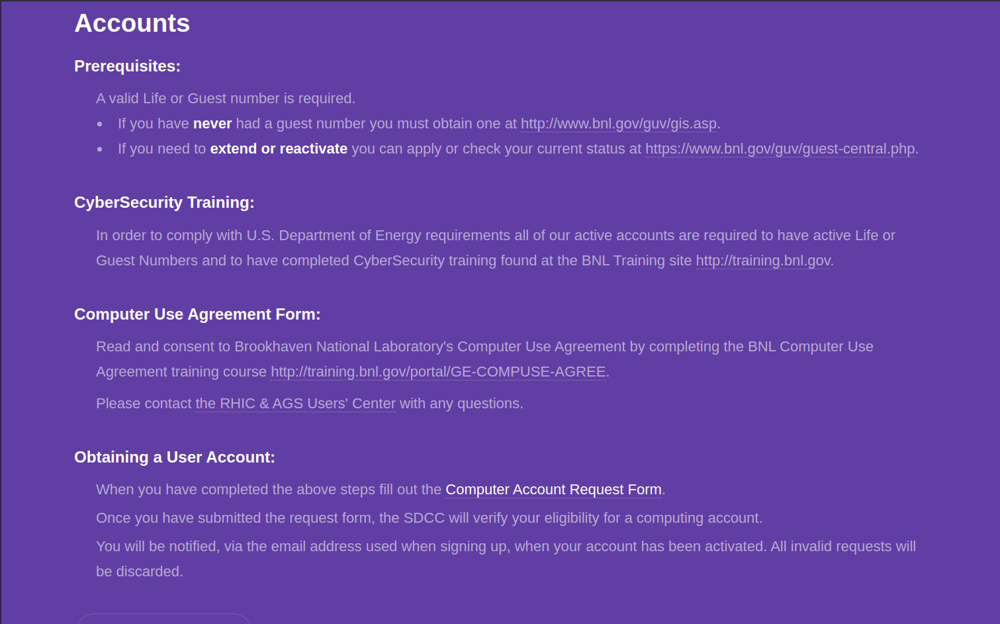 Accounts
Prerequisites:
A valid Life or Guest number is required.
• If you have never had a guest number you must obtain one at http://www.bnl.gov/guv/gis.asp.
• If you need to extend or reactivate you can apply or check your current status at https://www.bnl.gov/guv/guest-central.php.
CyberSecurity Training:
In order to comply with U.S. Department of Energy requirements all of our active accounts are required to have active Life or
Guest Numbers and to have completed CyberSecurity training found at the BNL Training site http://training.bnl.gov.
Computer Use Agreement Form:
Read and consent to Brookhaven National Laboratory's Computer Use Agreement by completing the BNL Computer Use
Agreement training course http://training.bnl.gov/portal/GE-COMPUSE-AGREE.
Please contact the RHIC & AGS Users' Center with any questions.
Obtaining a User Account:
When you have completed the above steps fill out the Computer Account Request Form.
Once you have submitted the request form, the SDCC will verify your eligibility for a computing account.
You will be notified, via the email address used when signing up, when your account has been activated. All invalid requests will
be discarded.